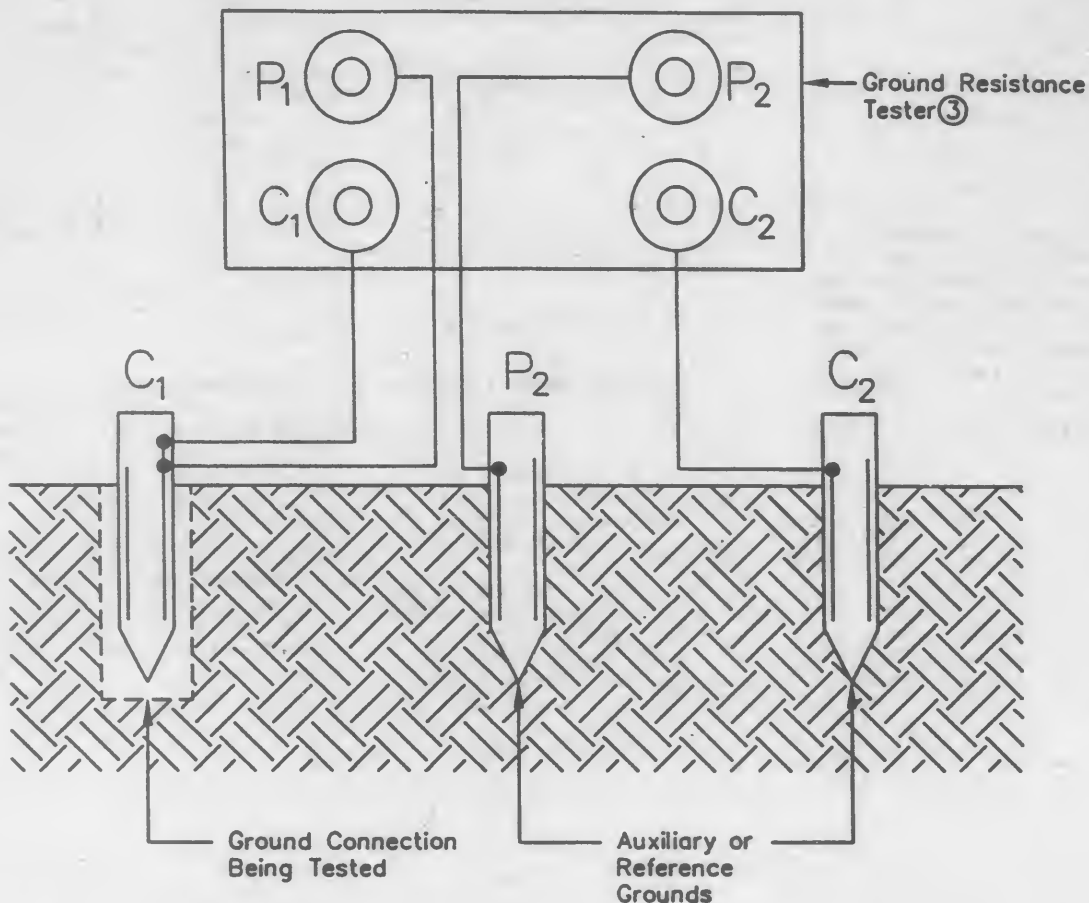 P₁
P₂
Ground Resistance
Tester③
C₁
C₂
C₁
P₂
C₂
Ground Connection
Being Tested
Auxiliary or
Reference
Grounds